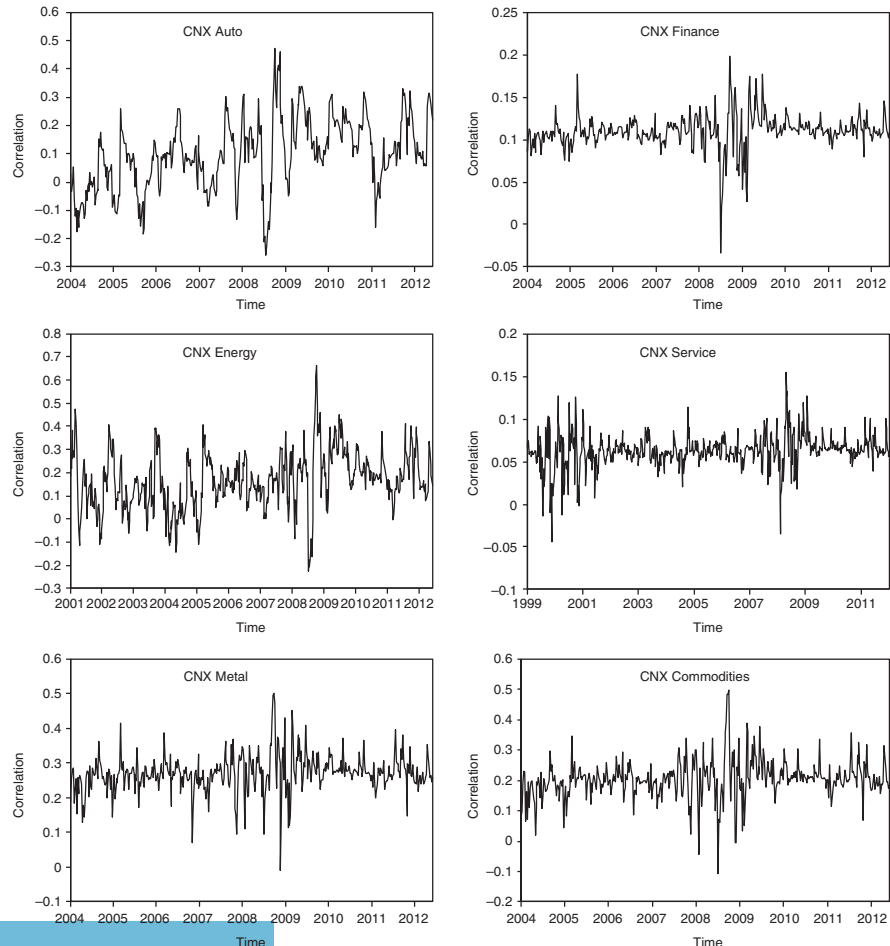 CNX Auto
Correlation
0.6
0.5
0.4
0.3
0.2
0.1
0
–0.1
–0.2
–0.3
2004 2005 2006 2007 2008 2009 2010 2011 2012
Time
CNX Finance
Correlation
0.25
0.2
0.15
0.1
0.05
0
–0.05
2004 2005 2006 2007 2008 2009 2010 2011 2012
Time
CNX Energy
Correlation
0.8
0.7
0.6
0.5
0.4
0.3
0.2
0.1
0
–0.1
–0.2
–0.3
2001 2002 2003 2004 2005 2006 2007 2008 2009 2010 2011 2012
Time
CNX Service
Correlation
0.2
0.15
0.1
0.05
0
–0.05
–0.1
1999 2001 2003 2005 2007 2009 2011
Time
CNX Metal
Correlation
0.6
0.5
0.4
0.3
0.2
0.1
0
–0.1
2004 2005 2006 2007 2008 2009 2010 2011 2012
Time
CNX Commodities
Correlation
0.6
0.5
0.4
0.3
0.2
0.1
0
–0.1
–0.2
2004 2005 2006 2007 2008 2009 2010 2011 2012
Time